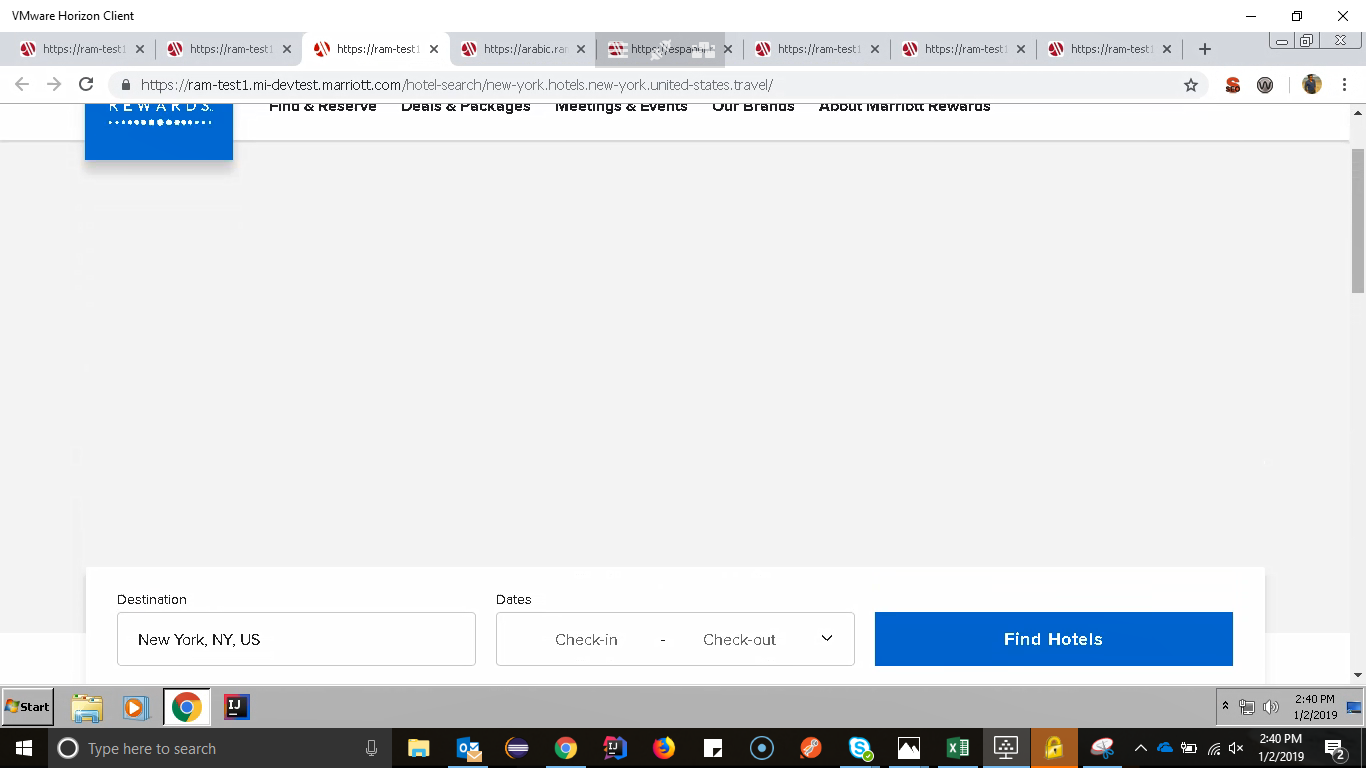 VMware Horizon Client
https://ram-test1 https://ram-test1 https://ram-test1 https://arabic.ra https://ram-test1 https://ram-test1 https://ram-test1
https://ram-test1.mi-devtest.marriott.com/hotel-search/new-york.hotels.new-york.united-states.travel/
REWARDS Find & Reserve Deals & Packages Meetings & Events Our Brands About Marriott Rewards
Destination Dates
New York, NY, US Check-in - Check-out Find Hotels
Start 2:40 PM
1/2/2019
Type here to search 2:40 PM
1/2/2019 2